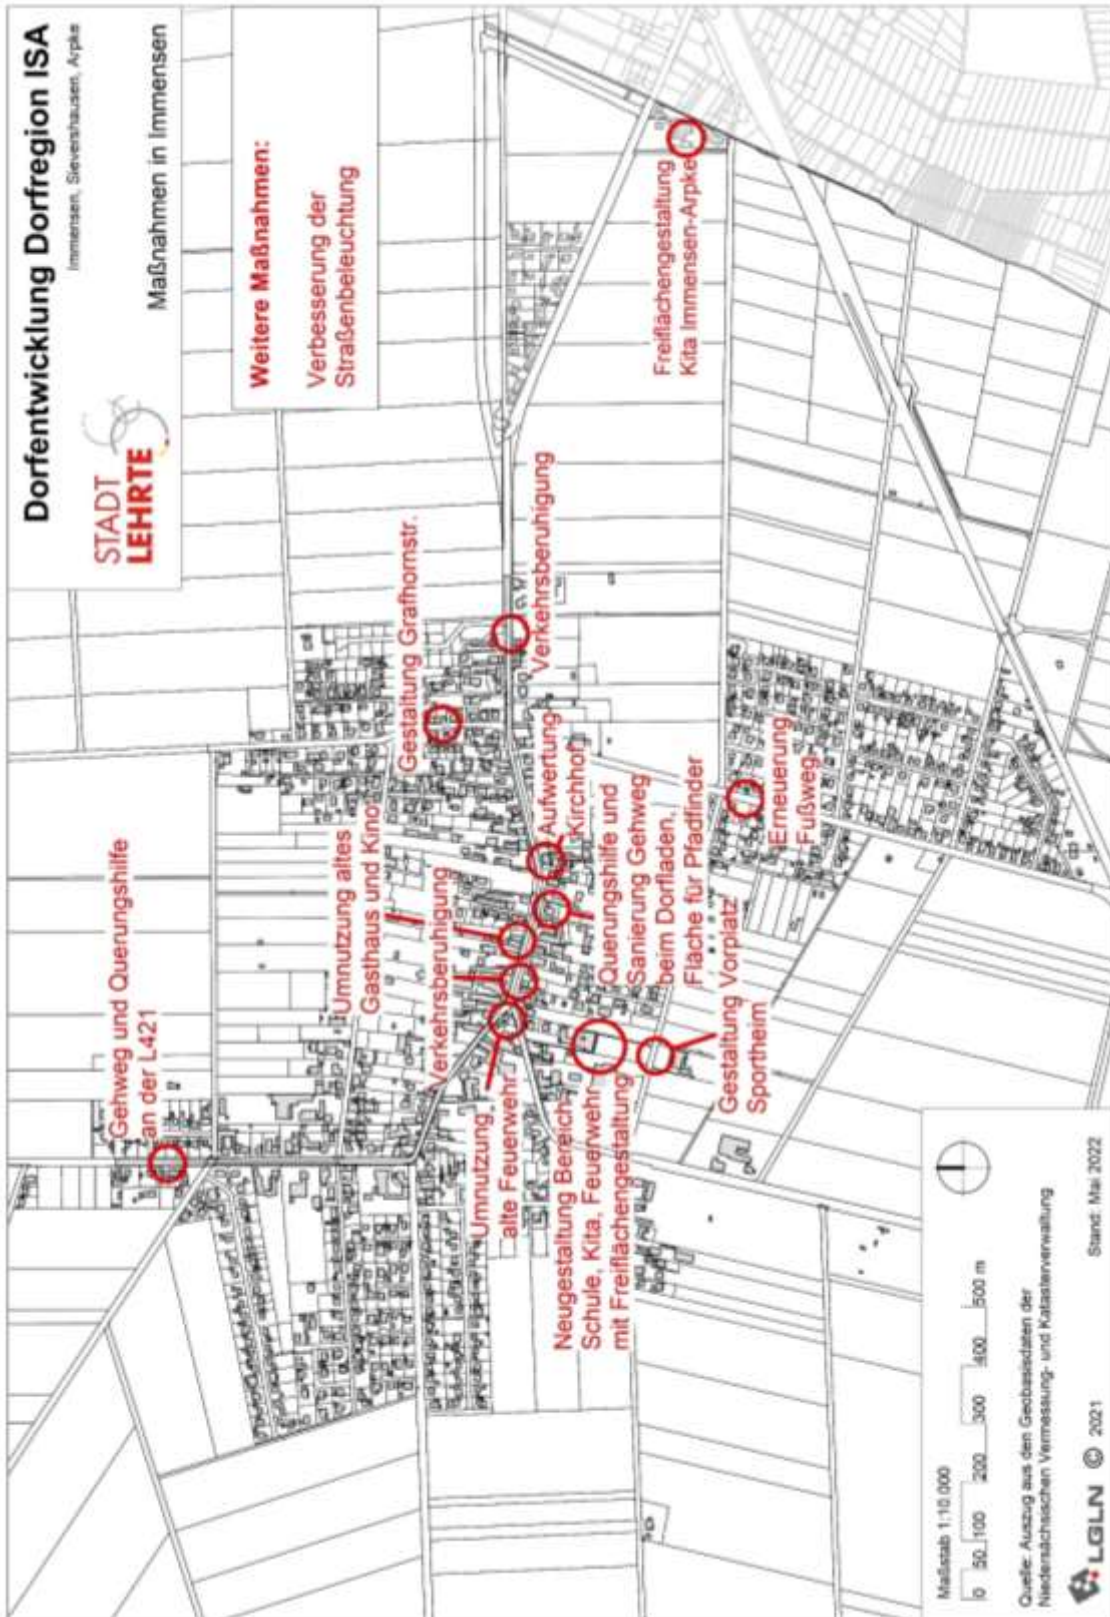 Dorfentwicklung Dorfregion ISA
Immensen, Sievershausen, Arpke
STADT
LEHRTE
Maßnahmen in Immensen
Weitere Maßnahmen:
Verbesserung der
Straßenbeleuchtung
Gehweg und Querungshilfe
an der L421
Umnutzung altes
Gasthaus und Kino
Gestaltung Grafhornstr.
Verkehrsberuhigung
Verkehrsberuhigung
Freiflächengestaltung
Kita Immensen-Arpke
Umnutzung
alte Feuerwehr
Aufwertung
Kirchhof
Neugestaltung Bereich
Schule, Kita, Feuerwehr
mit Freiflächengestaltung
Querungshilfe und
Sanierung Gehweg
beim Dorfladen,
Fläche für Pfadfinder
Gestaltung Vorplatz
Sportheim
Erneuerung
Fußweg
Maßstab 1:10.000
0 50 100 200 300 400 500 m
Quelle: Auszug aus den Geobasisdaten der
Niedersächsischen Vermessung- und Katasterverwaltung
LGLN © 2021 Stand: Mai 2022